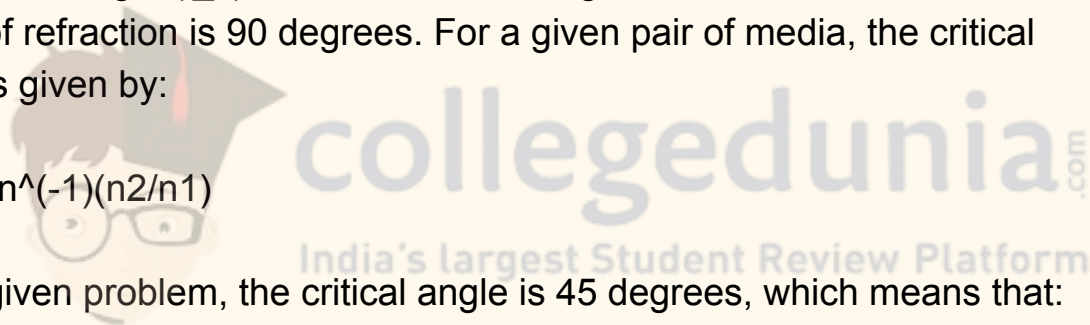 of refraction is 90 degrees. For a given pair of media, the critical
s given by:
collegedunia
.com
n^(-1)(n2/n1)
India's largest Student Review Platform
given problem, the critical angle is 45 degrees, which means that: